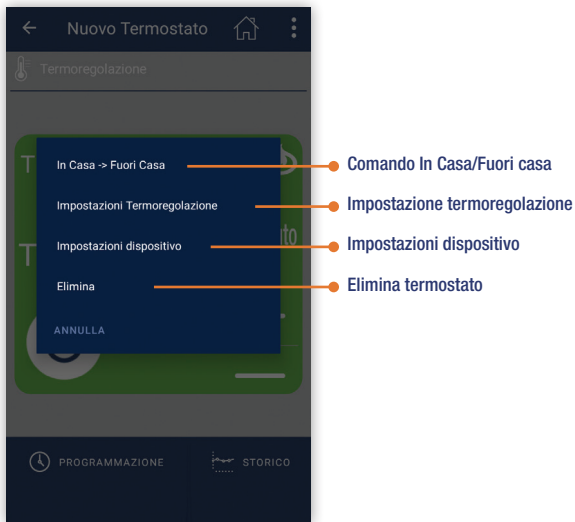 Nuovo Termostato
Termoregolazione
T
In Casa -> Fuori Casa
Comando In Casa/Fuori casa
Impostazioni Termoregolazione
Impostazione termoregolazione
uto
T
Impostazioni dispositivo
Impostazioni dispositivo
Elimina
Elimina termostato
ANNULLA
PROGRAMMAZIONE
STORICO